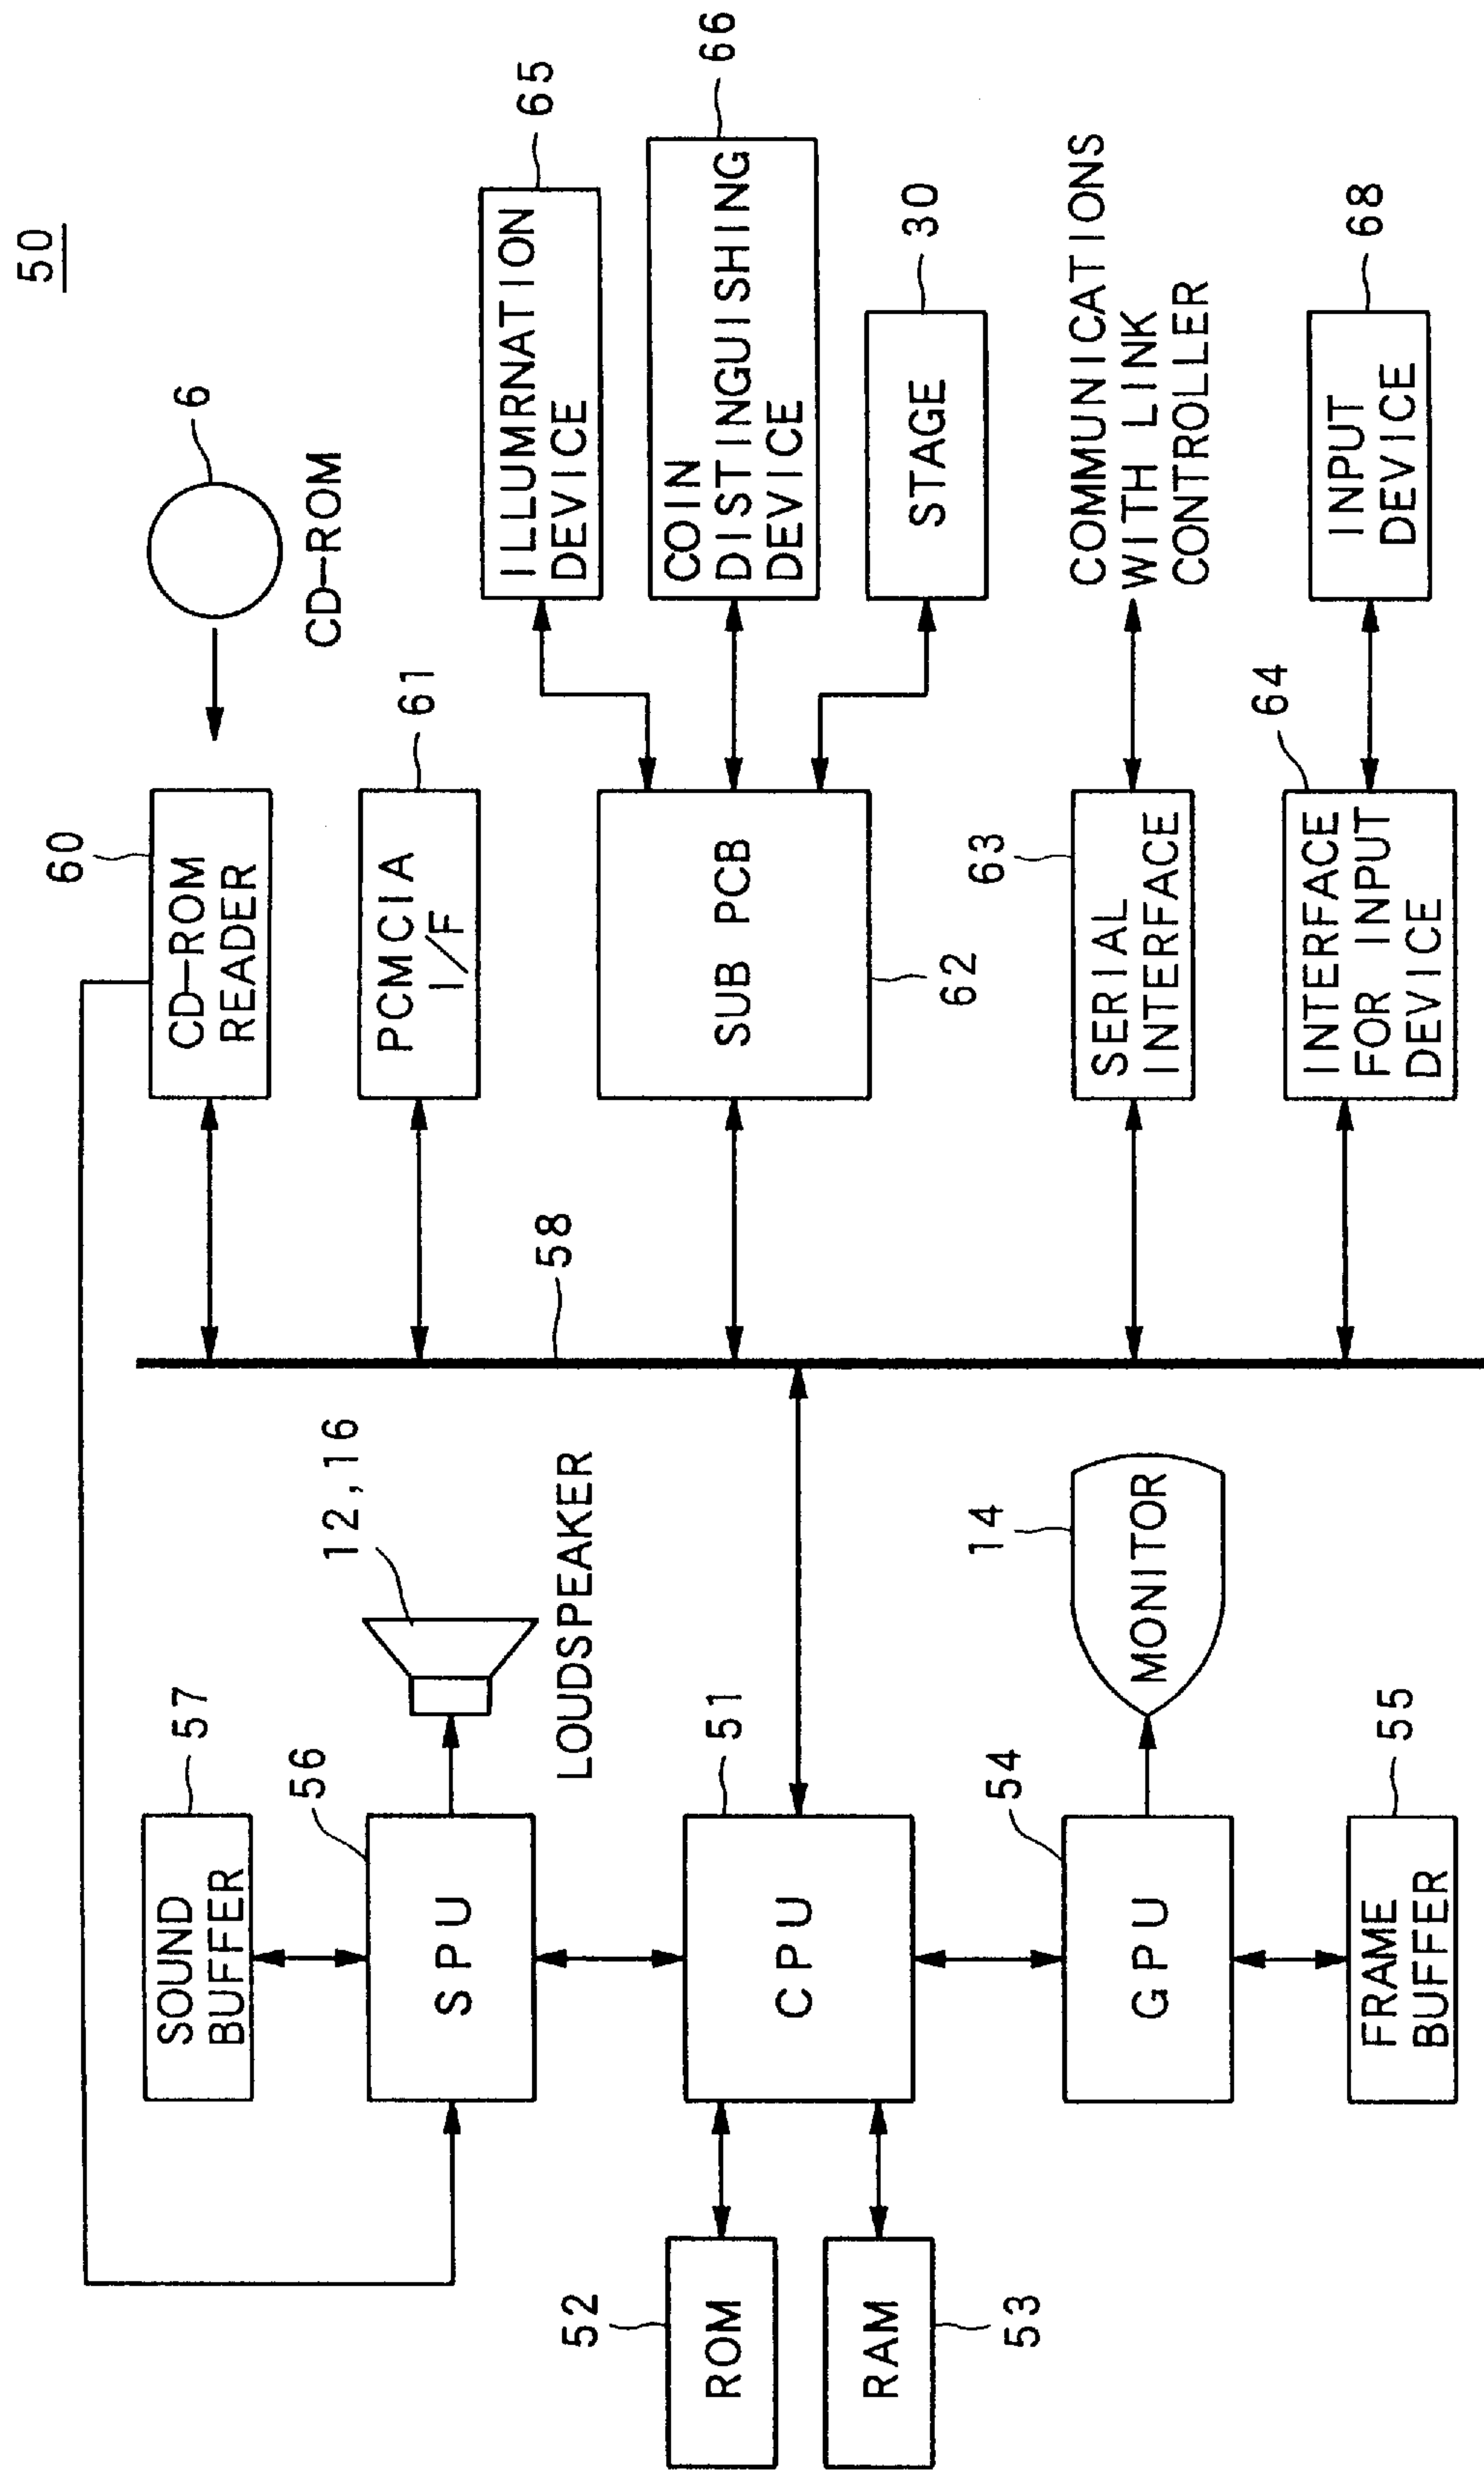 50
57
SOUND
BUFFER
56
SPU
12,16
LOUDSPEAKER
60
CD-ROM
READER
6
CD-ROM
61
PCMCIA
I/F
52
ROM
RAM
53
51
CPU
58
SUB PCB
62
65
ILLUMRNATION
DEVICE
66
COIN
DISTINGUISHING
DEVICE
30
STAGE
54
GPU
14
MONITOR
55
FRAME
BUFFER
63
SERIAL
INTERFACE
COMMUNICATIONS
WITH LINK
CONTROLLER
64
INTERFACE
FOR INPUT
DEVICE
68
INPUT
DEVICE